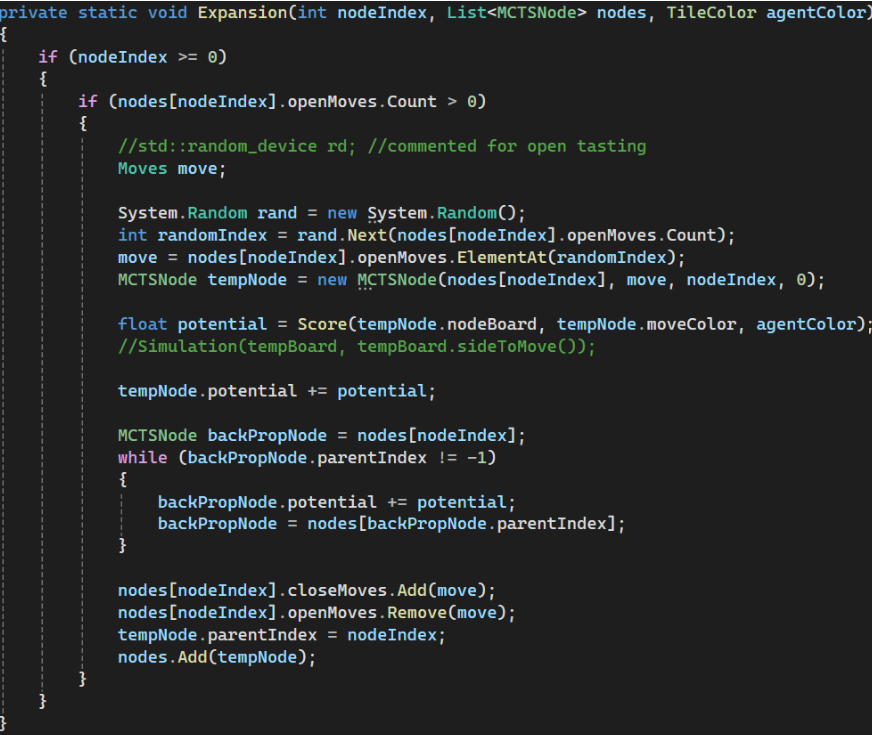 private static void Expansion(int nodeIndex, List<MCTSNode> nodes, TileColor agentColor)
{
if (nodeIndex >= 0)
{
if (nodes[nodeIndex].openMoves.Count > 0)
{
//std::random_device rd; //commented for open tasting
Moves move;
System.Random rand = new System.Random();
int randomIndex = rand.Next(nodes[nodeIndex].openMoves.Count);
move = nodes[nodeIndex].openMoves.ElementAt(randomIndex);
MCTSNode tempNode = new MCTSNode(nodes[nodeIndex], move, nodeIndex, 0);
float potential = Score(tempNode.nodeBoard, tempNode.moveColor, agentColor);
//Simulation(tempBoard, tempBoard.sideToMove());
tempNode.potential += potential;
MCTSNode backPropNode = nodes[nodeIndex];
while (backPropNode.parentIndex != -1)
{
backPropNode.potential += potential;
backPropNode = nodes[backPropNode.parentIndex];
}
nodes[nodeIndex].closeMoves.Add(move);
nodes[nodeIndex].openMoves.Remove(move);
tempNode.parentIndex = nodeIndex;
nodes.Add(tempNode);
}
}
}